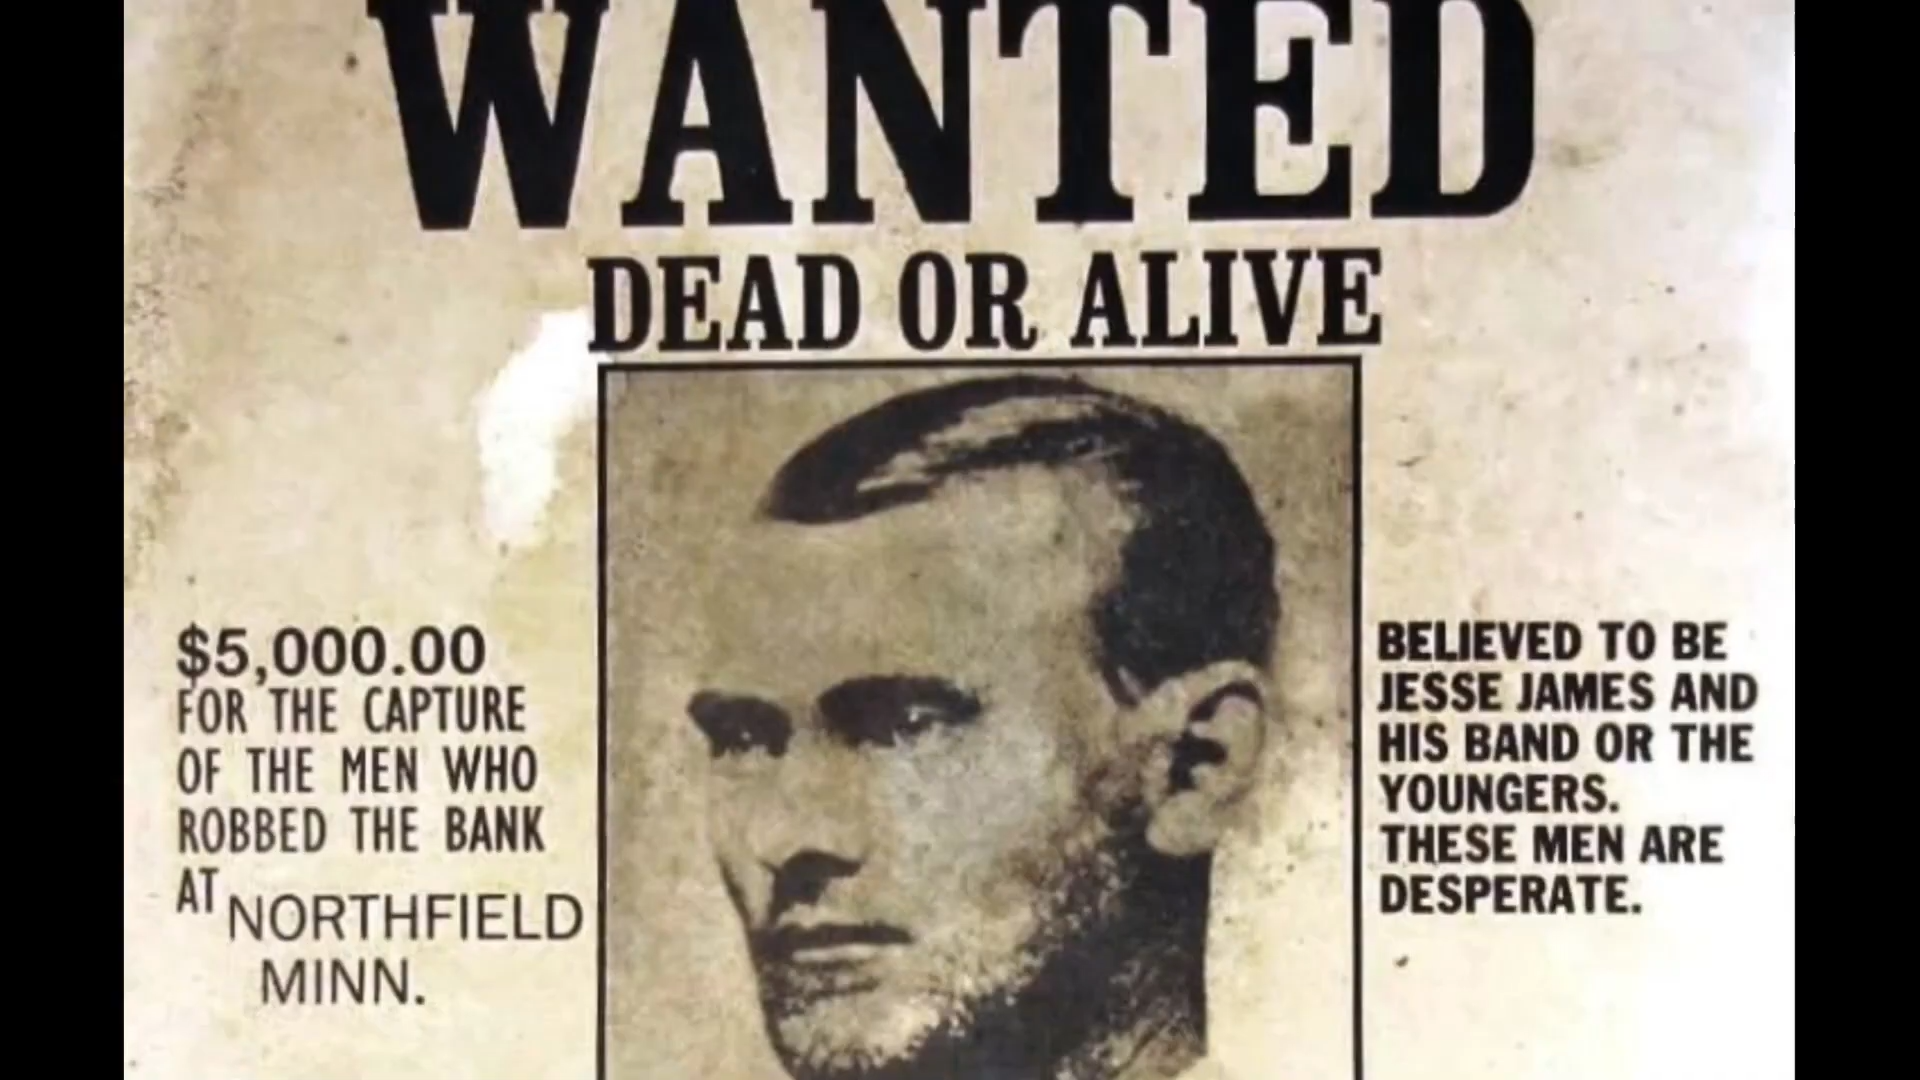 WANTED
DEAD OR ALIVE
$5,000.00
FOR THE CAPTURE
OF THE MEN WHO
ROBBED THE BANK
AT NORTHFIELD
MINN.
BELIEVED TO BE
JESSE JAMES AND
HIS BAND OR THE
YOUNGERS.
THESE MEN ARE
DESPERATE.